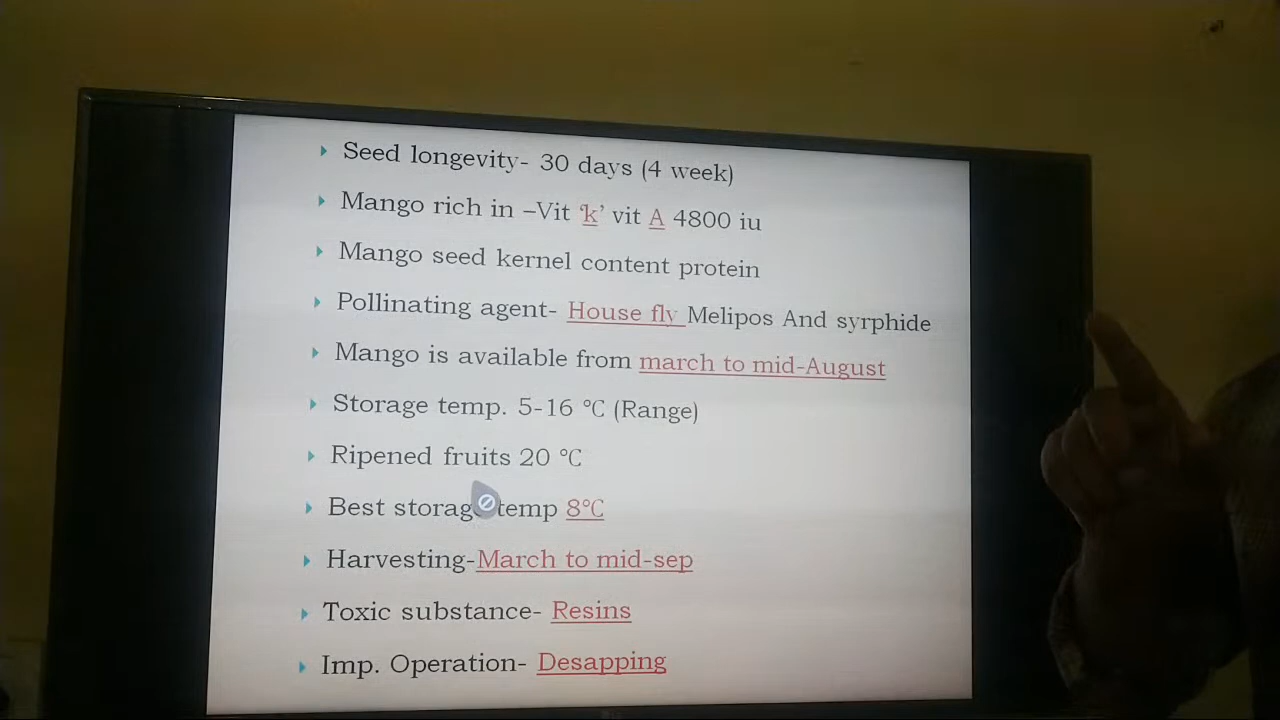 Seed longevity- 30 days (4 week)
Mango rich in –Vit ‘k’ vit A 4800 iu
Mango seed kernel content protein
Pollinating agent- House fly Melipos And syrphide
Mango is available from march to mid-August
Storage temp. 5-16 °C (Range)
Ripened fruits 20 °C
Best storage temp 8°C
Harvesting-March to mid-sep
Toxic substance- Resins
Imp. Operation- Desapping